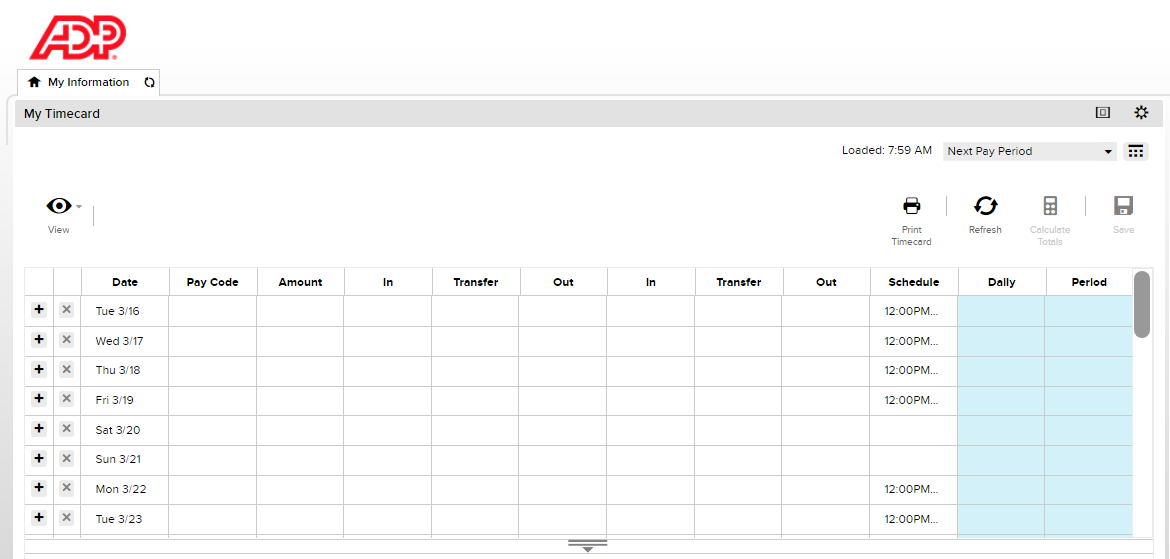 ADP
My Information
My Timecard
Loaded: 7:59 AM Next Pay Period
View
Print Timecard
Refresh
Calculate Totals
Save
Date Pay Code Amount In Transfer Out In Transfer Out Schedule Daily Period
Tue 3/16 12:00PM...
Wed 3/17 12:00PM...
Thu 3/18 12:00PM...
Fri 3/19 12:00PM...
Sat 3/20
Sun 3/21
Mon 3/22 12:00PM...
Tue 3/23 12:00PM...